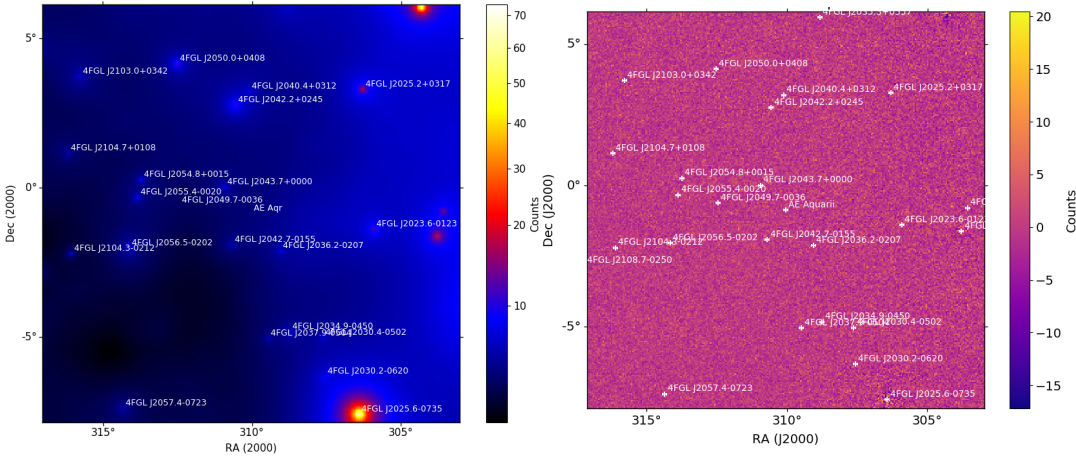 4FGL J2050.0+0408
4FGL J2103.0+0342
4FGL J2040.4+0312
4FGL J2025.2+0317
4FGL J2042.2+0245
4FGL J2104.7+0108
4FGL J2054.8+0015
4FGL J2043.7+0000
4FGL J2055.4-0020
4FGL J2049.7-0036
AE Aqr
4FGL J2023.6-0123
4FGL J2056.5-0202
4FGL J2042.7-0155
4FGL J2104.3-0212
4FGL J2036.2-0207
4FGL J2034.9-0450
4FGL J2030.4-0502
4FGL J2030.2-0620
4FGL J2057.4-0723
4FGL J2025.6-0735
5°
0°
-5°
315°
310°
305°
RA (2000)
Dec (2000)
70
60
50
40
30
20
10
Counts
4FGL J2050.0+0408
4FGL J2103.0+0342
4FGL J2040.4+0312
4FGL J2025.2+0317
4FGL J2042.2+0245
4FGL J2104.7+0108
4FGL J2054.8+0015
4FGL J2043.7+0000
4FGL J2055.4-0020
4FGL J2049.7-0036
AE Aquarii
4FGL J2023.6-0123
4FGL J2056.5-0202
4FGL J2042.7-0155
4FGL J2104.3-0212
4FGL J2036.2-0207
4FGL J2108.7-0250
4FGL J2034.9-0450
4FGL J2030.4-0502
4FGL J2030.2-0620
4FGL J2057.4-0723
4FGL J2025.6-0735
5°
0°
-5°
315°
310°
305°
RA (J2000)
Dec (J2000)
20
15
10
5
0
−5
−10
−15
Counts